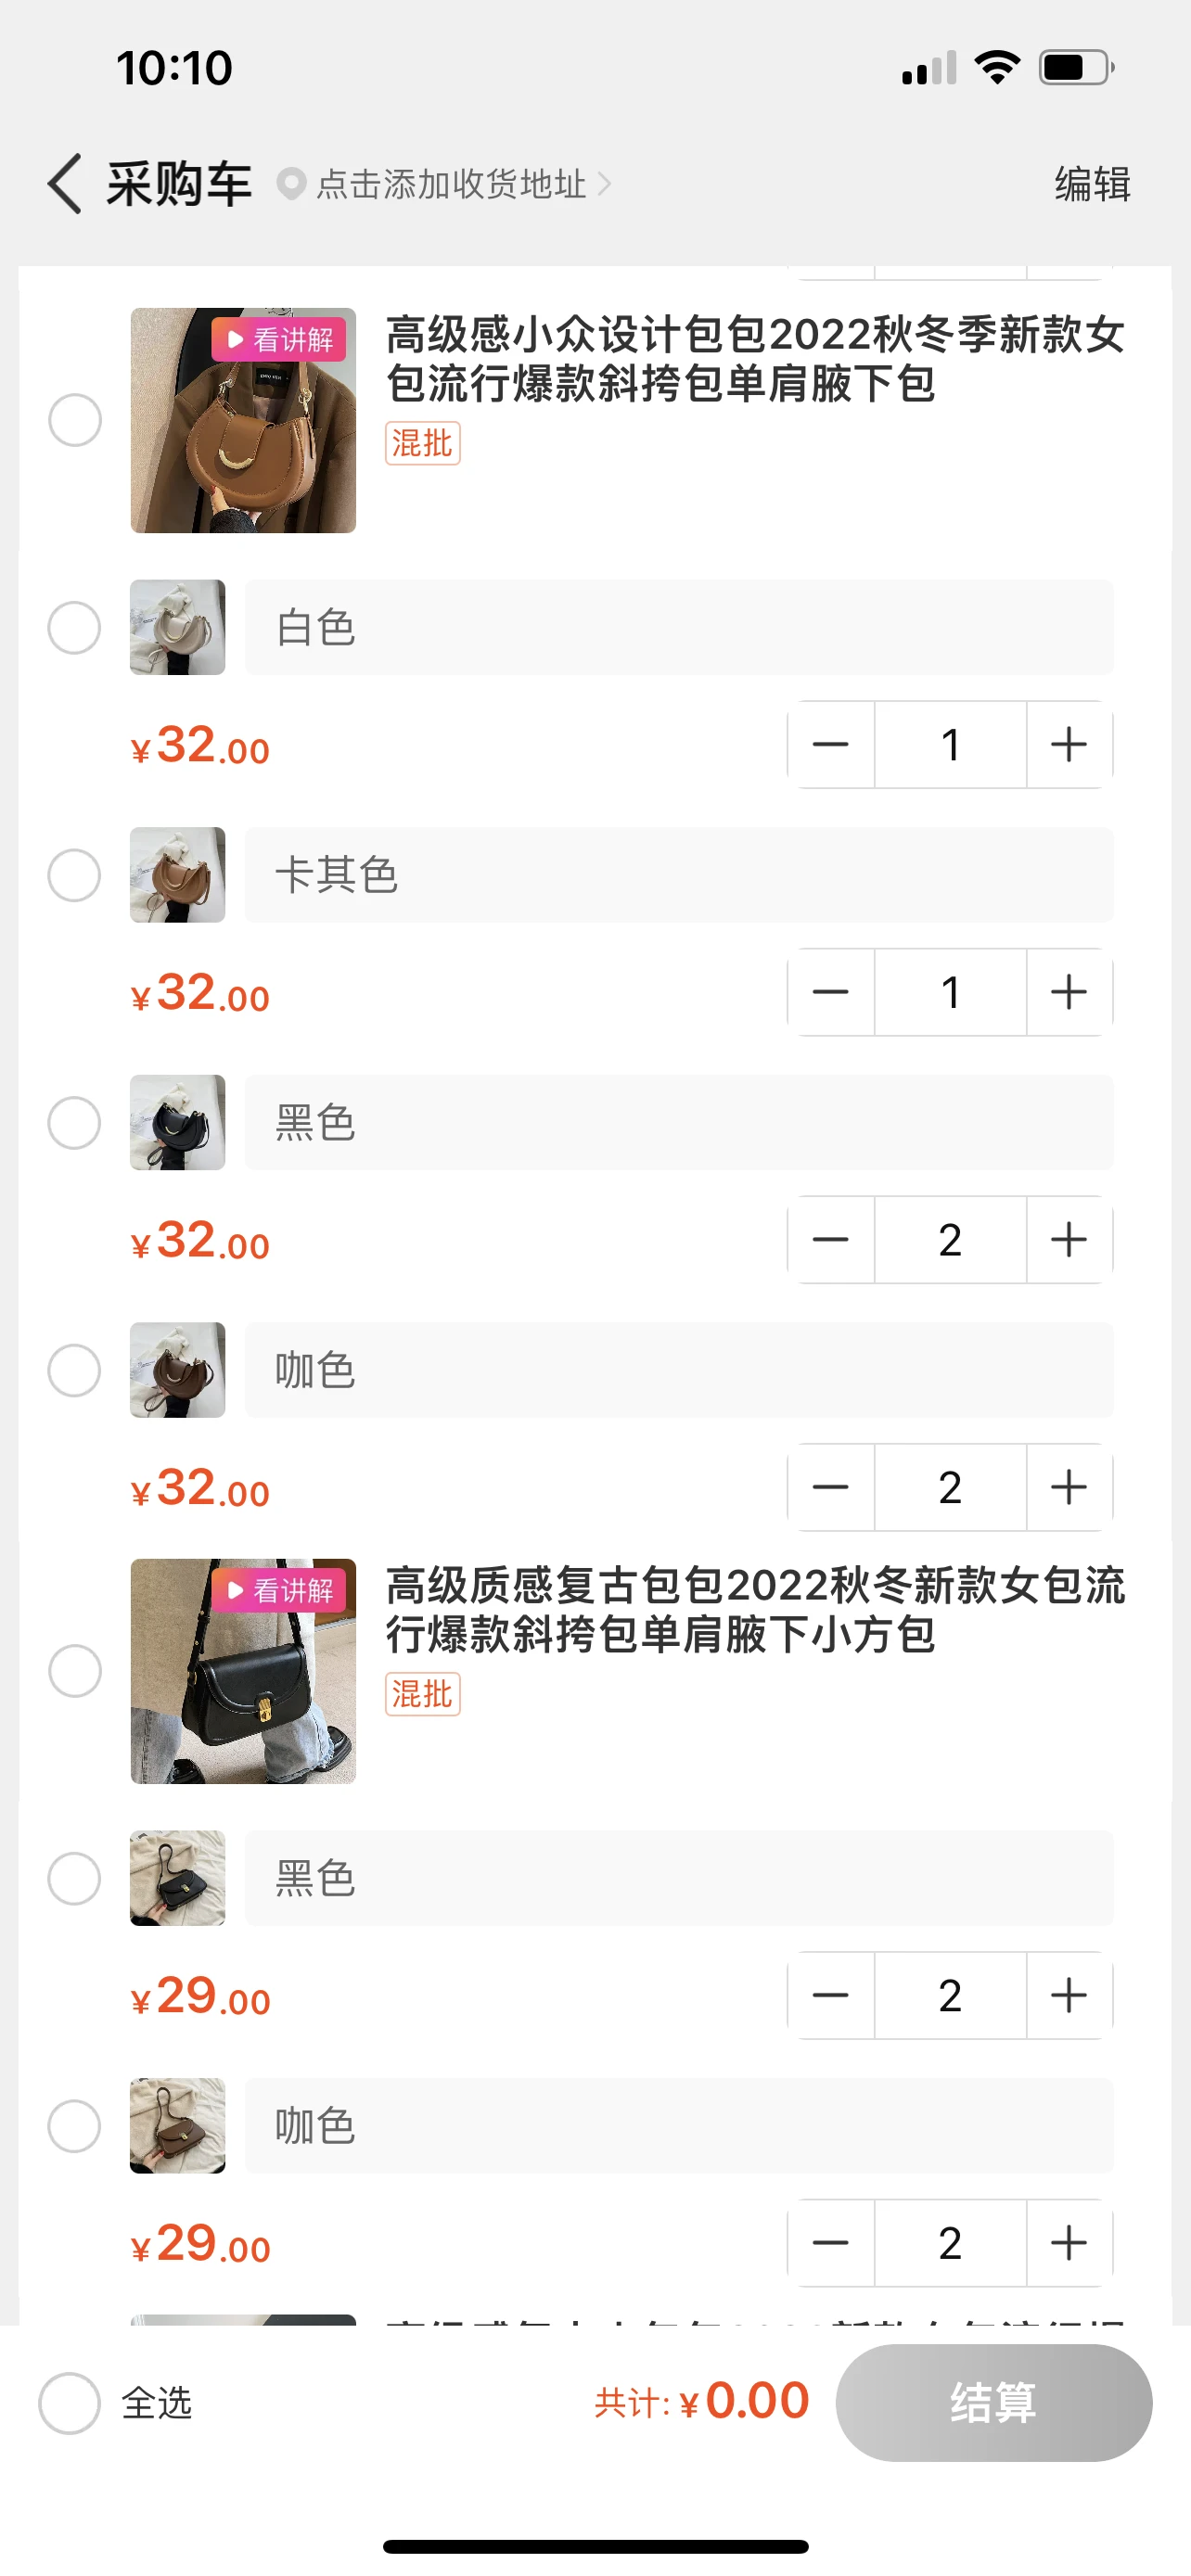 10:10
采购车 点击添加收货地址
编辑
看讲解
高级感小众设计包包2022秋冬季新款女
包流行爆款斜挎包单肩腋下包
混批
白色
¥32.00
1
卡其色
¥32.00
1
黑色
¥32.00
2
咖色
¥32.00
2
看讲解
高级质感复古包包2022秋冬新款女包流
行爆款斜挎包单肩腋下小方包
混批
黑色
¥29.00
2
咖色
¥29.00
2
全选
共计:¥0.00
结算